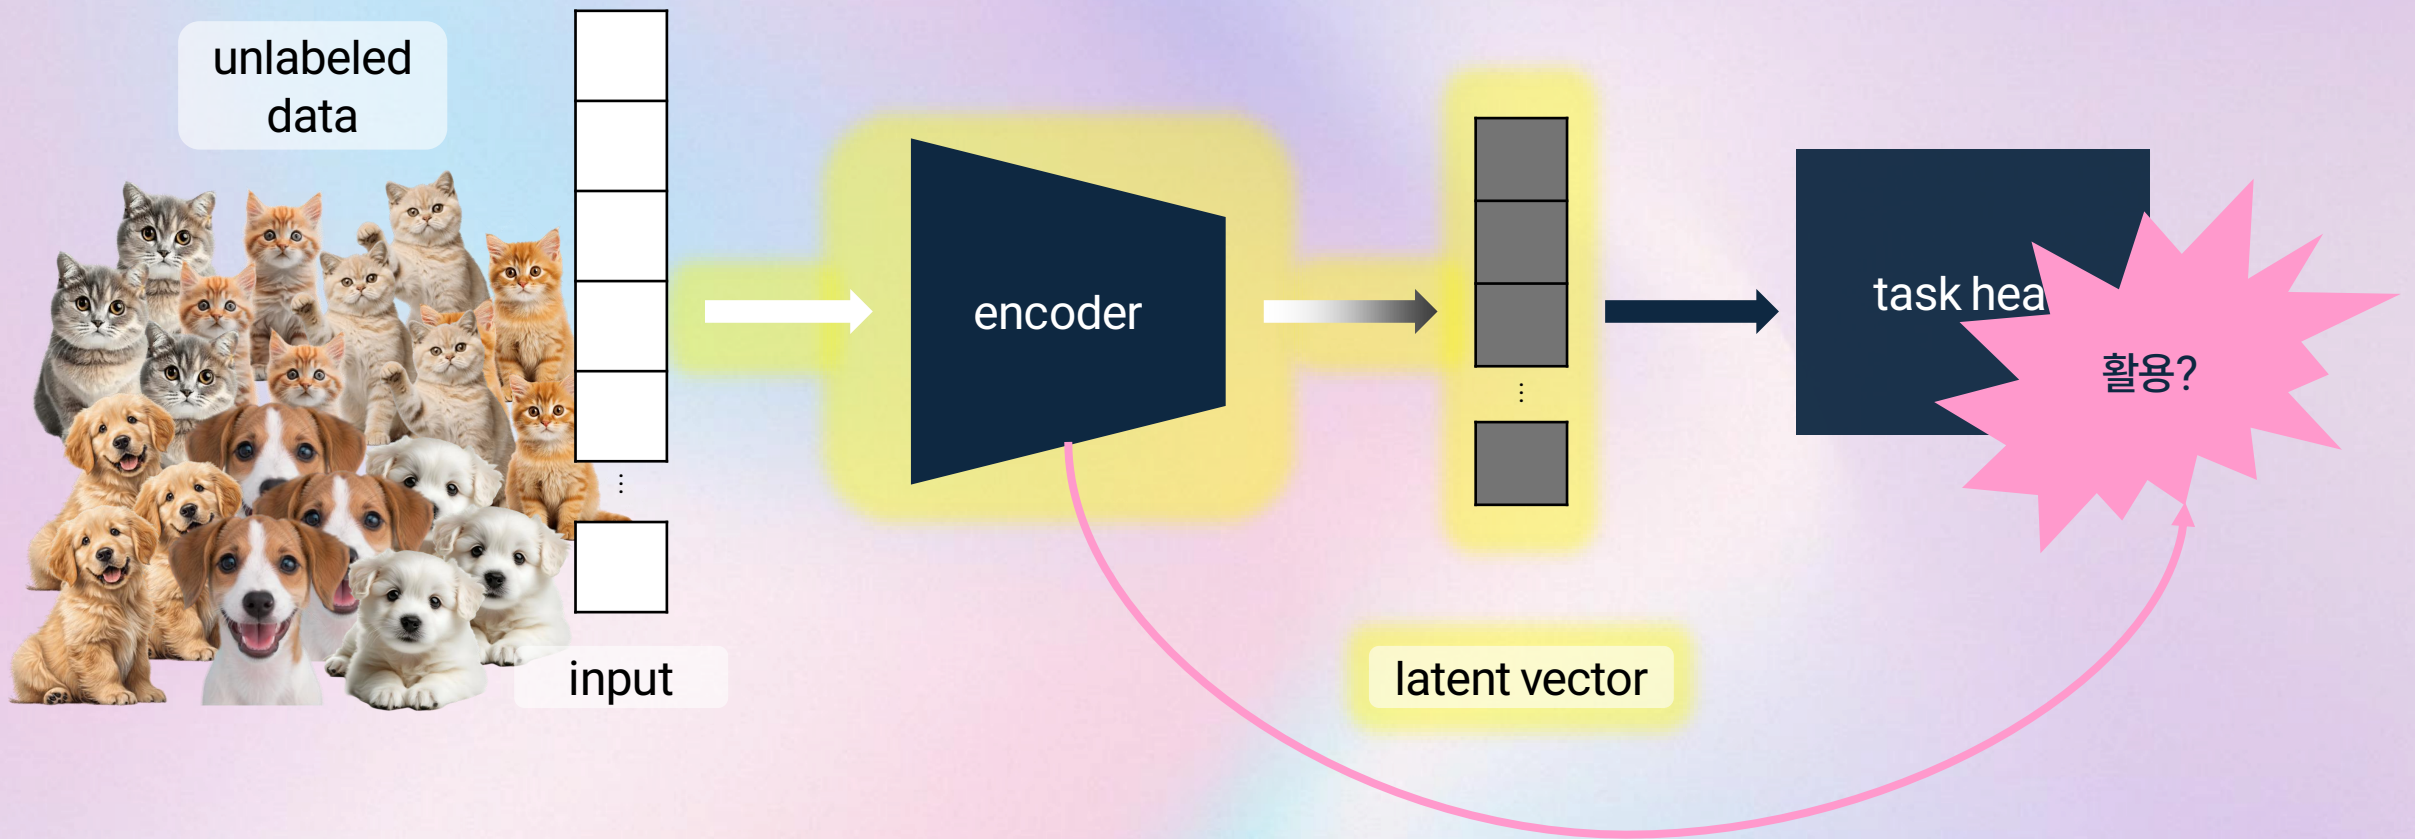 unlabeled
data
input
encoder
latent vector
task hea
활용?